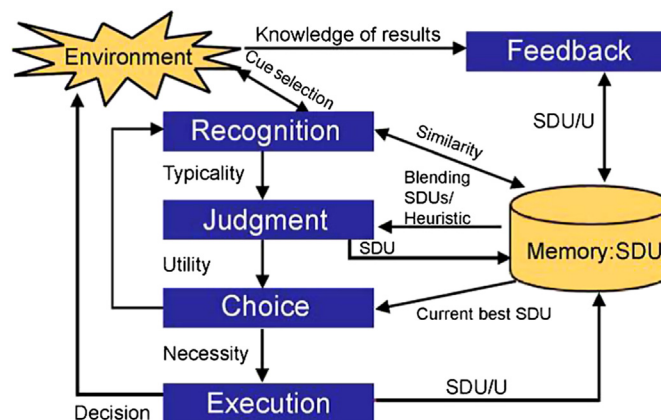 Environment
Knowledge of results
Feedback
Cue selection
Recognition
Similarity
SDU/U
Typicality
Blending
SDUs/
Heuristic
Judgment
SDU
Memory:SDU
Utility
Choice
Current best SDU
Necessity
Decision
Execution
SDU/U